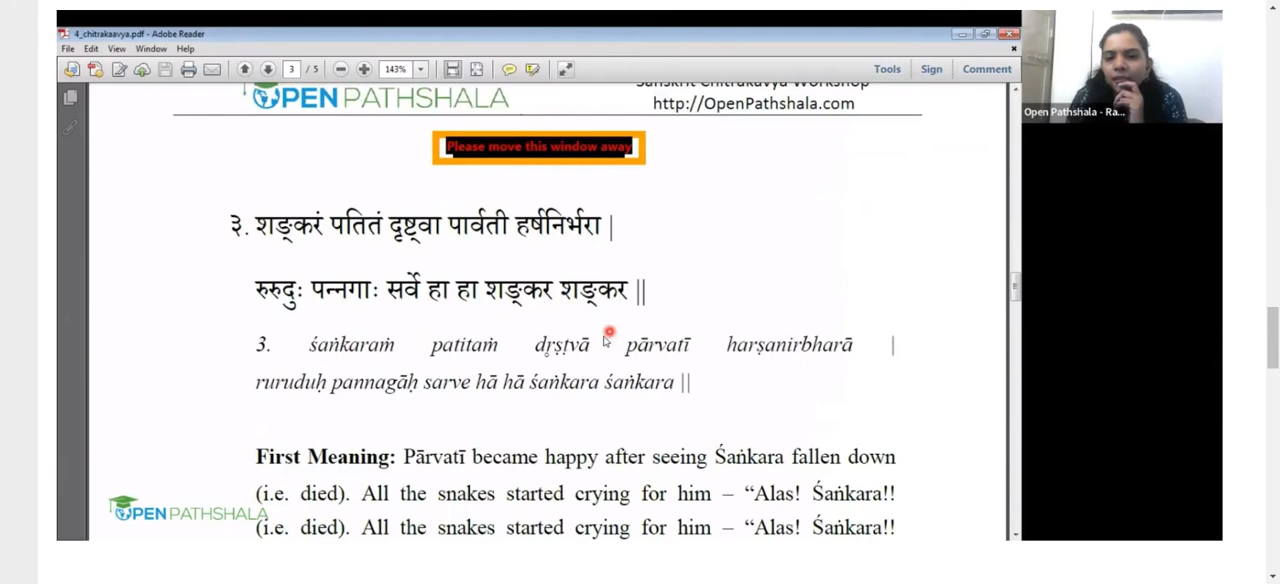 4_chitrakaavya.pdf - Adobe Reader
File Edit View Window Help
3 / 5 143% Tools Sign Comment
OPEN PATHSHALA
Sanskrit Chitrakavya Workshop
http://OpenPathshala.com
Open Pathshala - Ra...
Please move this window away
३. शङ्करं पतितं दृष्ट्वा पार्वती हर्षनिर्भरा |
रुरुदुः पन्नगाः सर्वे हा हा शङ्कर शङ्कर ||
3. śaṅkaraṁ patitaṁ dr̥ṣṭvā pārvatī harṣanirbharā |
ruruduḥ pannagāḥ sarve hā hā śaṅkara śaṅkara ||
First Meaning: Pārvatī became happy after seeing Śaṅkara fallen down
(i.e. died). All the snakes started crying for him – “Alas! Śaṅkara!!
OPEN PATHSHALA
(i.e. died). All the snakes started crying for him – “Alas! Śaṅkara!!